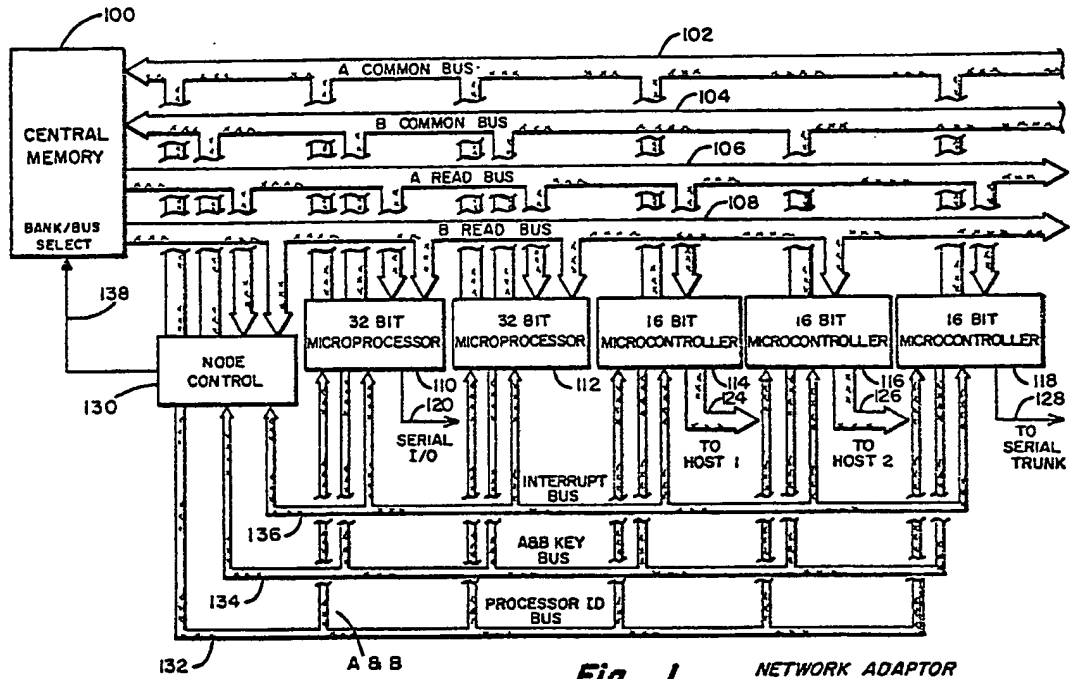 100
102
A COMMON BUS
104
CENTRAL
MEMORY
B COMMON BUS
106
A READ BUS
108
BANK/BUS
SELECT
B READ BUS
138
32 BIT
MICROPROCESSOR
32 BIT
MICROPROCESSOR
16 BIT
MICROCONTROLLER
16 BIT
MICROCONTROLLER
16 BIT
MICROCONTROLLER
NODE
CONTROL
130
110
112
114
116
118
120
124
126
128
SERIAL
I/O
TO
HOST 1
TO
HOST 2
TO
SERIAL
TRUNK
INTERRUPT
BUS
136
A&B KEY
BUS
134
PROCESSOR ID
BUS
132
A & B
Fig. 1
NETWORK ADAPTOR